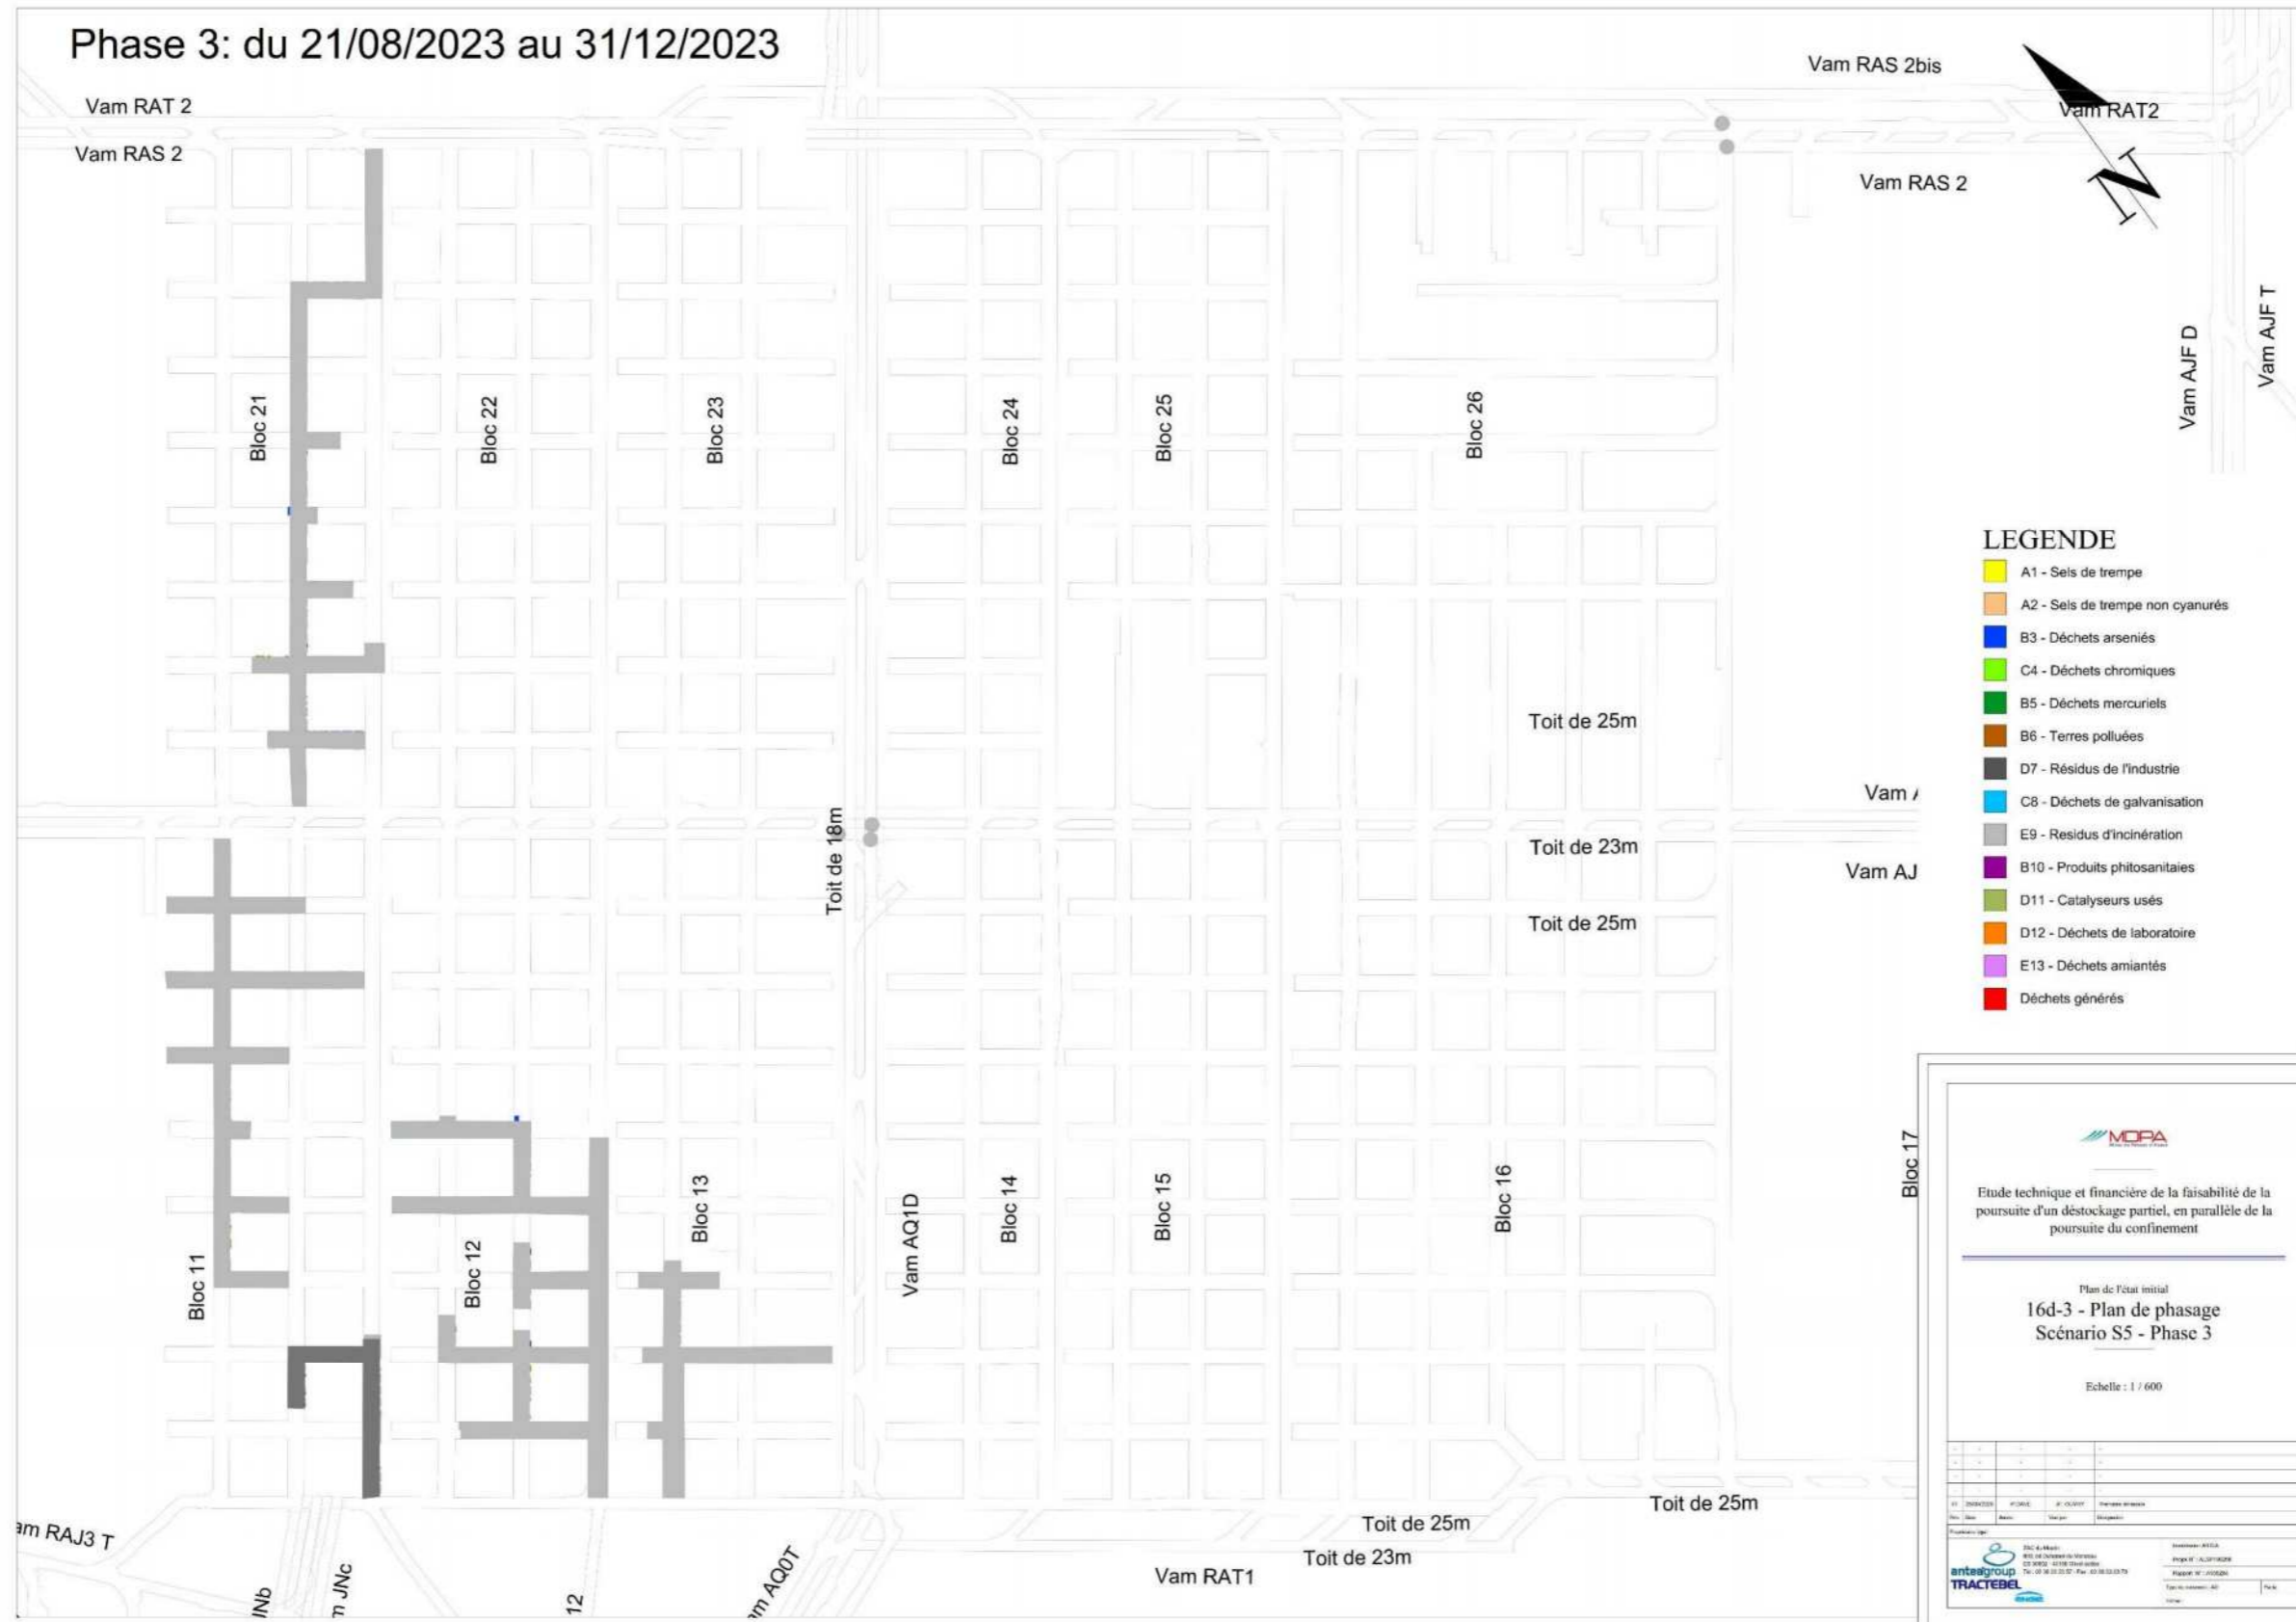 Phase 3: du 21/08/2023 au 31/12/2023
Vam RAT 2
Vam RAS 2
Vam RAS 2bis
Vam RAT2
Vam RAS 2
N
Vam AJF D
Vam AJF T
Bloc 21
Bloc 22
Bloc 23
Bloc 24
Bloc 25
Bloc 26
LEGENDE
A1 - Sels de trempe
A2 - Sels de trempe non cyanurés
B3 - Déchets arseniés
C4 - Déchets chromiques
B5 - Déchets mercuriels
B6 - Terres polluées
D7 - Résidus de l'industrie
C8 - Déchets de galvanisation
E9 - Residus d'incinération
B10 - Produits phitosanitaies
D11 - Catalyseurs usés
D12 - Déchets de laboratoire
E13 - Déchets amiantés
Déchets générés
Toit de 25m
Toit de 18m
Vam
Toit de 23m
Vam AJ
Toit de 25m
Bloc 11
Bloc 12
Bloc 13
Vam AQ1D
Bloc 14
Bloc 15
Bloc 16
Bloc 17
Toit de 25m
Toit de 25m
Toit de 23m
Vam RAT1
am RAJ3 T
JNb
m JNc
12
m AQ0T
MDPA
Etude technique et financière de la faisabilité de la
poursuite d'un déstockage partiel, en parallèle de la
poursuite du confinement
Plan de l'état initial
16d-3 - Plan de phasage
Scénario S5 - Phase 3
Echelle : 1 / 600
anteagroup
TRACTEBEL
ENGIE